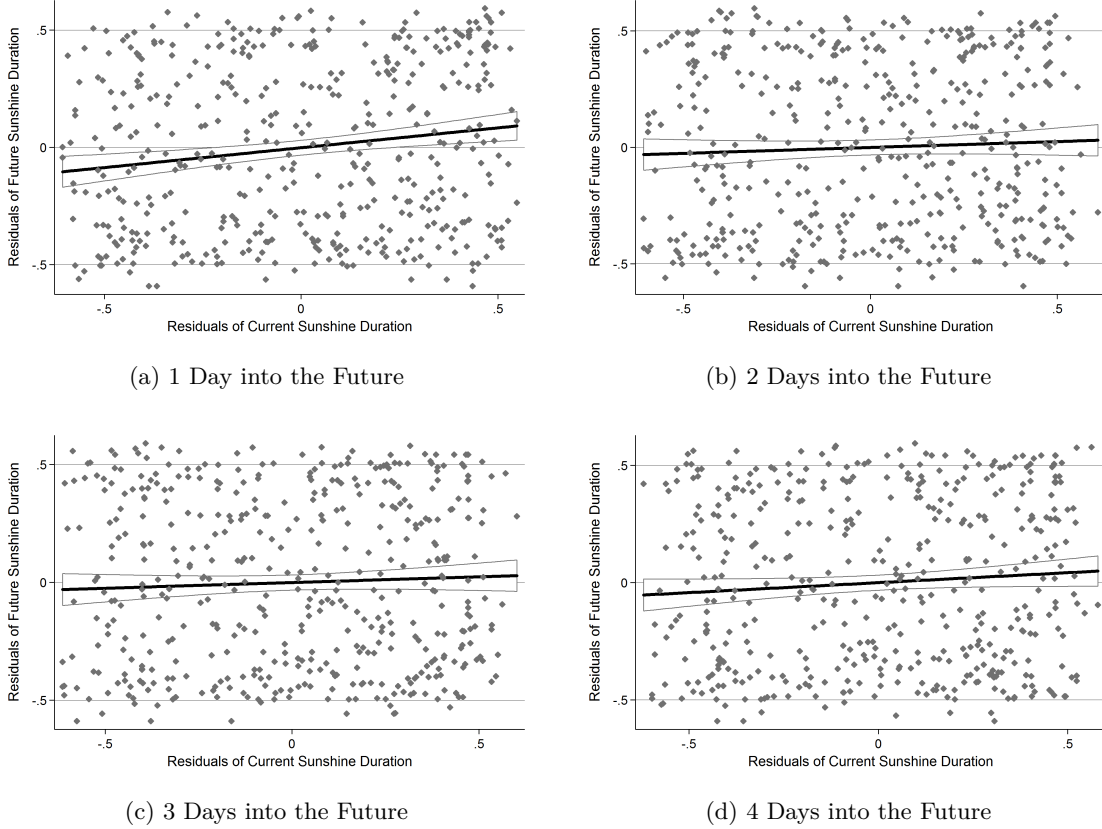 Residuals of Future Sunshine Duration
.5
0
-.5
-.5
0
.5
Residuals of Current Sunshine Duration
(a) 1 Day into the Future
Residuals of Future Sunshine Duration
.5
0
-.5
-.5
0
.5
Residuals of Current Sunshine Duration
(b) 2 Days into the Future
Residuals of Future Sunshine Duration
.5
0
-.5
-.5
0
.5
Residuals of Current Sunshine Duration
(c) 3 Days into the Future
Residuals of Future Sunshine Duration
.5
0
-.5
-.5
0
.5
Residuals of Current Sunshine Duration
(d) 4 Days into the Future